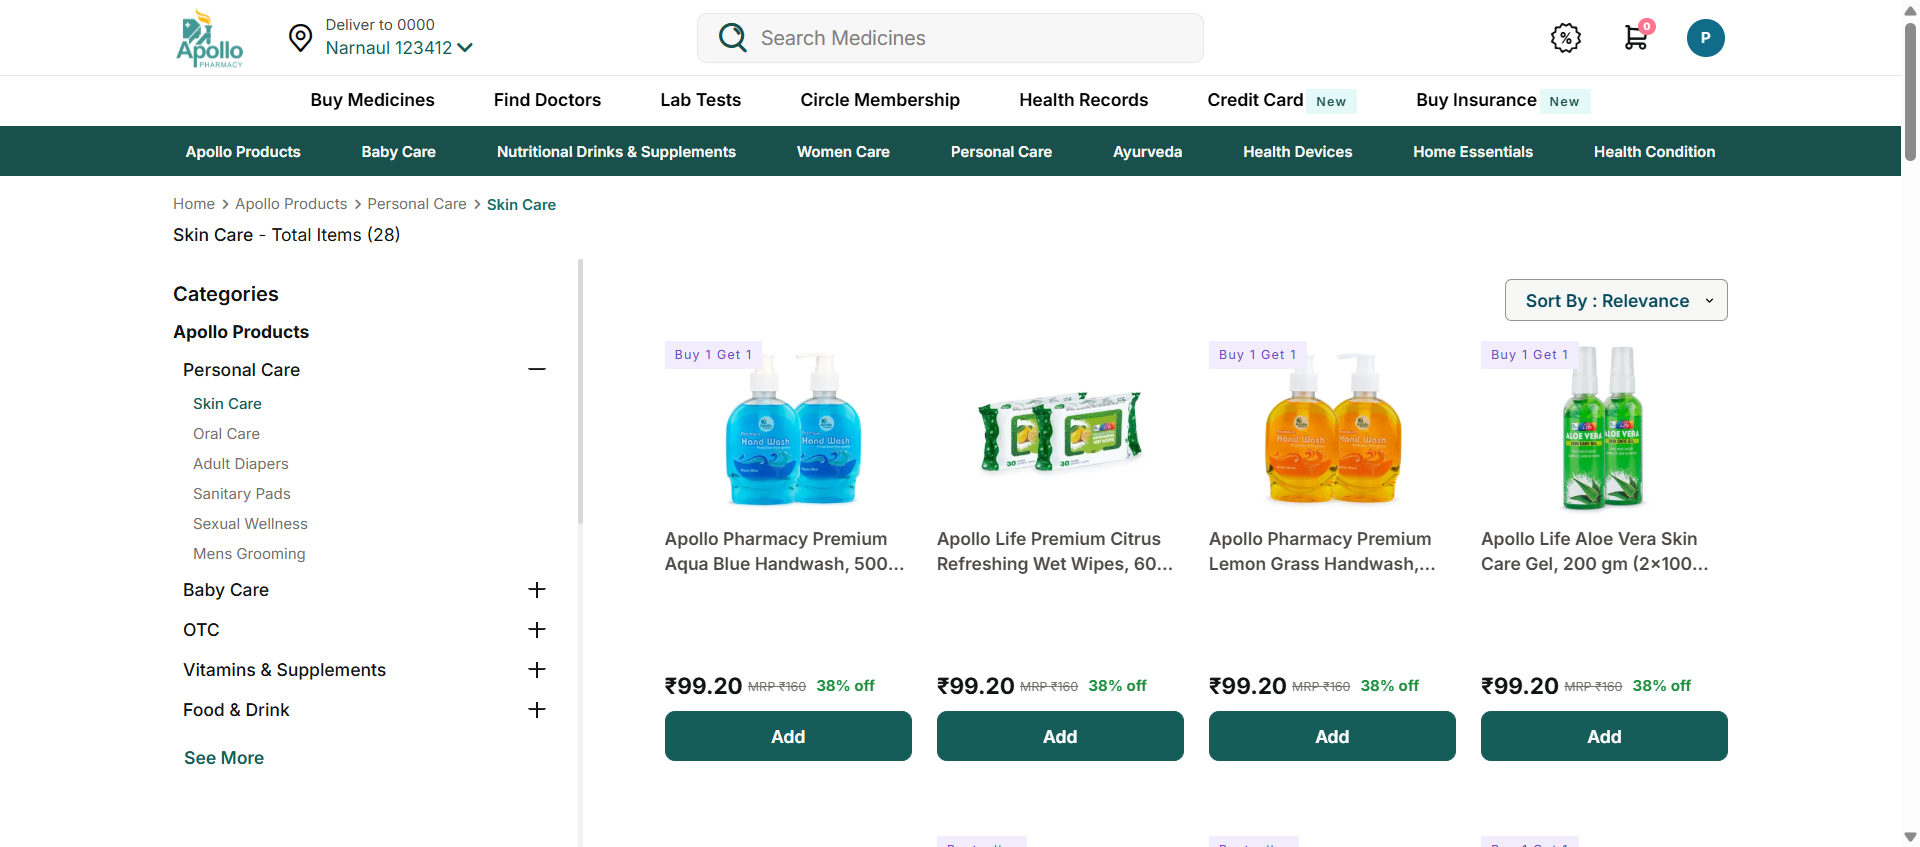 Apollo
PHARMACY
Deliver to 0000
Narnaul 123412
Search Medicines
%
0
P
Buy Medicines
Find Doctors
Lab Tests
Circle Membership
Health Records
Credit Card New
Buy Insurance New
Apollo Products
Baby Care
Nutritional Drinks & Supplements
Women Care
Personal Care
Ayurveda
Health Devices
Home Essentials
Health Condition
Home > Apollo Products > Personal Care > Skin Care
Skin Care - Total Items (28)
Categories
Apollo Products
Personal Care
Skin Care
Oral Care
Adult Diapers
Sanitary Pads
Sexual Wellness
Mens Grooming
Baby Care
OTC
Vitamins & Supplements
Food & Drink
See More
Sort By : Relevance
Buy 1 Get 1
Hand Wash
Hand Wash
Apollo Pharmacy Premium
Aqua Blue Handwash, 500...
₹99.20 MRP ₹160 38% off
Add
30
30
Apollo Life Premium Citrus
Refreshing Wet Wipes, 60...
₹99.20 MRP ₹160 38% off
Add
Buy 1 Get 1
Hand Wash
Hand Wash
Apollo Pharmacy Premium
Lemon Grass Handwash,...
₹99.20 MRP ₹160 38% off
Add
Buy 1 Get 1
ALOE VERA
ALOE VERA
Apollo Life Aloe Vera Skin
Care Gel, 200 gm (2x100...
₹99.20 MRP ₹160 38% off
Add